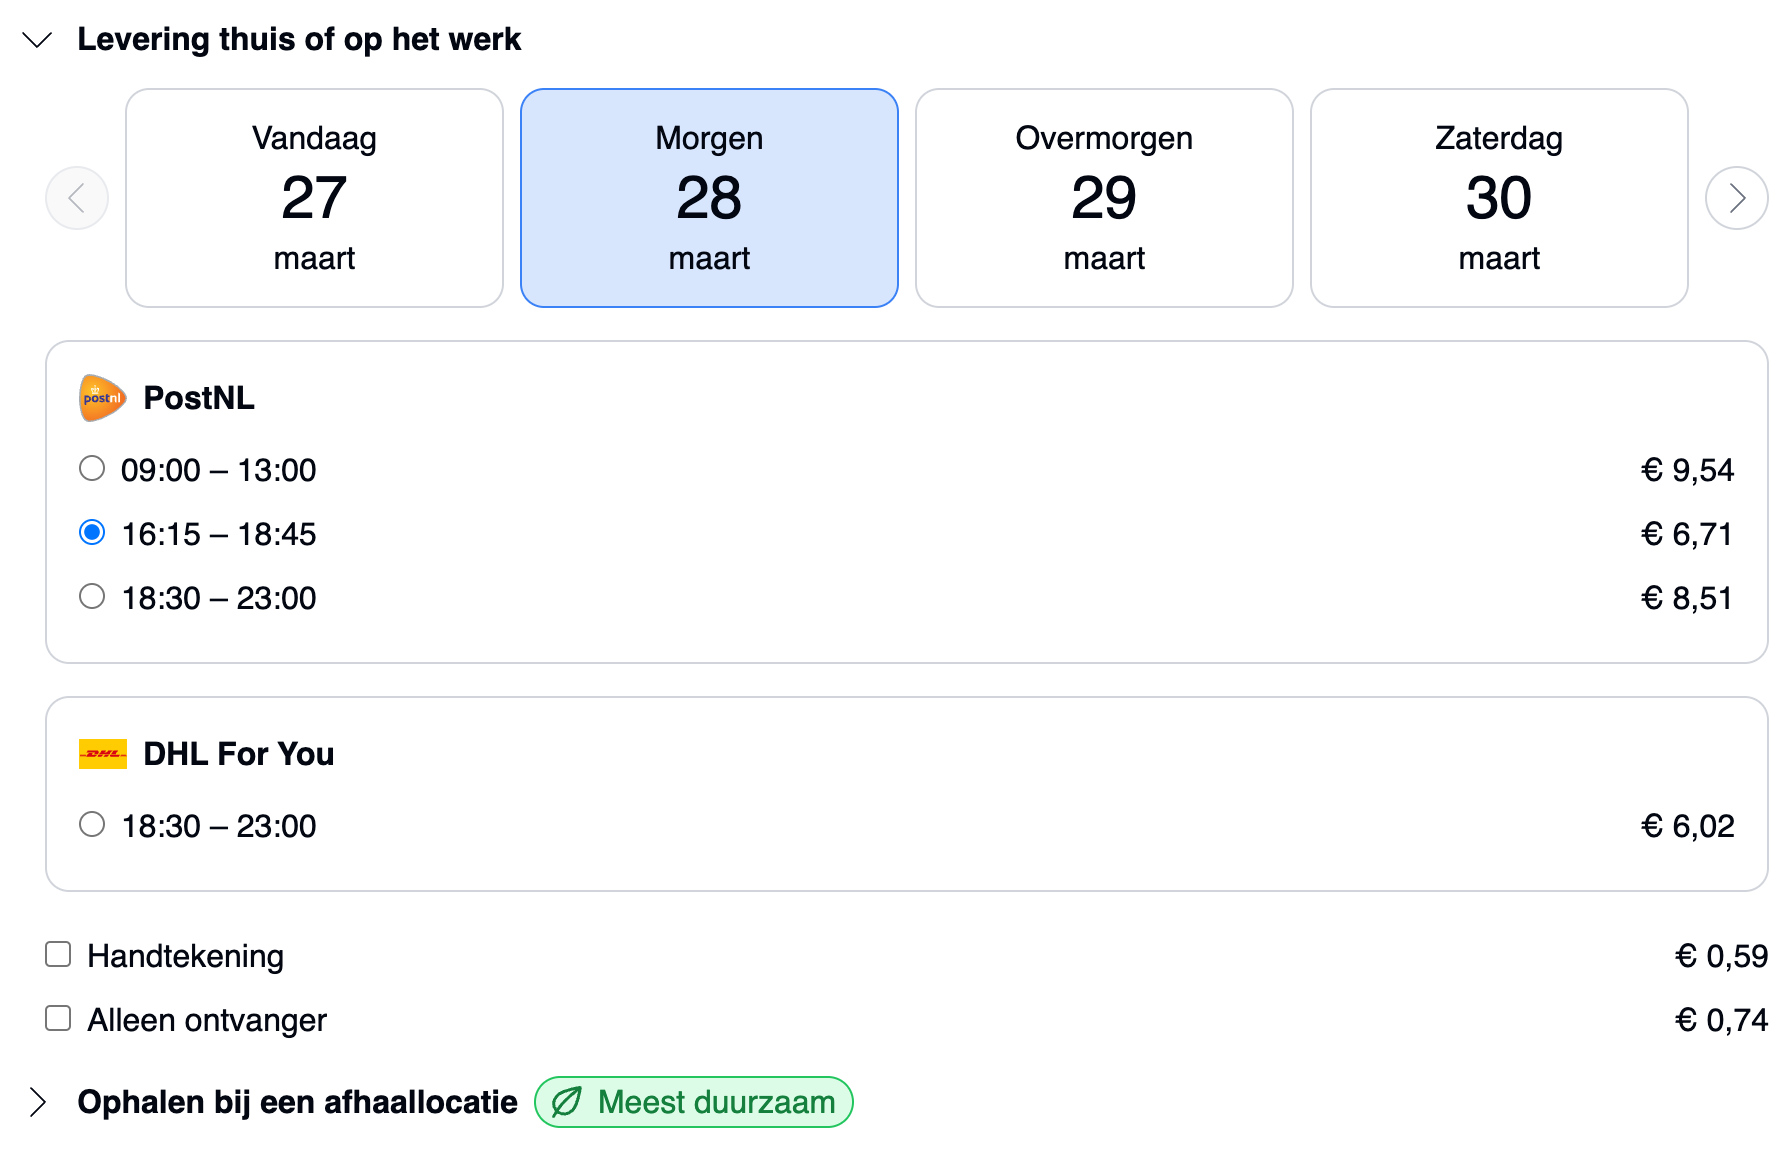 Levering thuis of op het werk
Vandaag
27
maart
Morgen
28
maart
Overmorgen
29
maart
Zaterdag
30
maart
postnl PostNL
09:00 – 13:00 € 9,54
16:15 – 18:45 € 6,71
18:30 – 23:00 € 8,51
DHL DHL For You
18:30 – 23:00 € 6,02
Handtekening € 0,59
Alleen ontvanger € 0,74
Ophalen bij een afhaallocatie Meest duurzaam